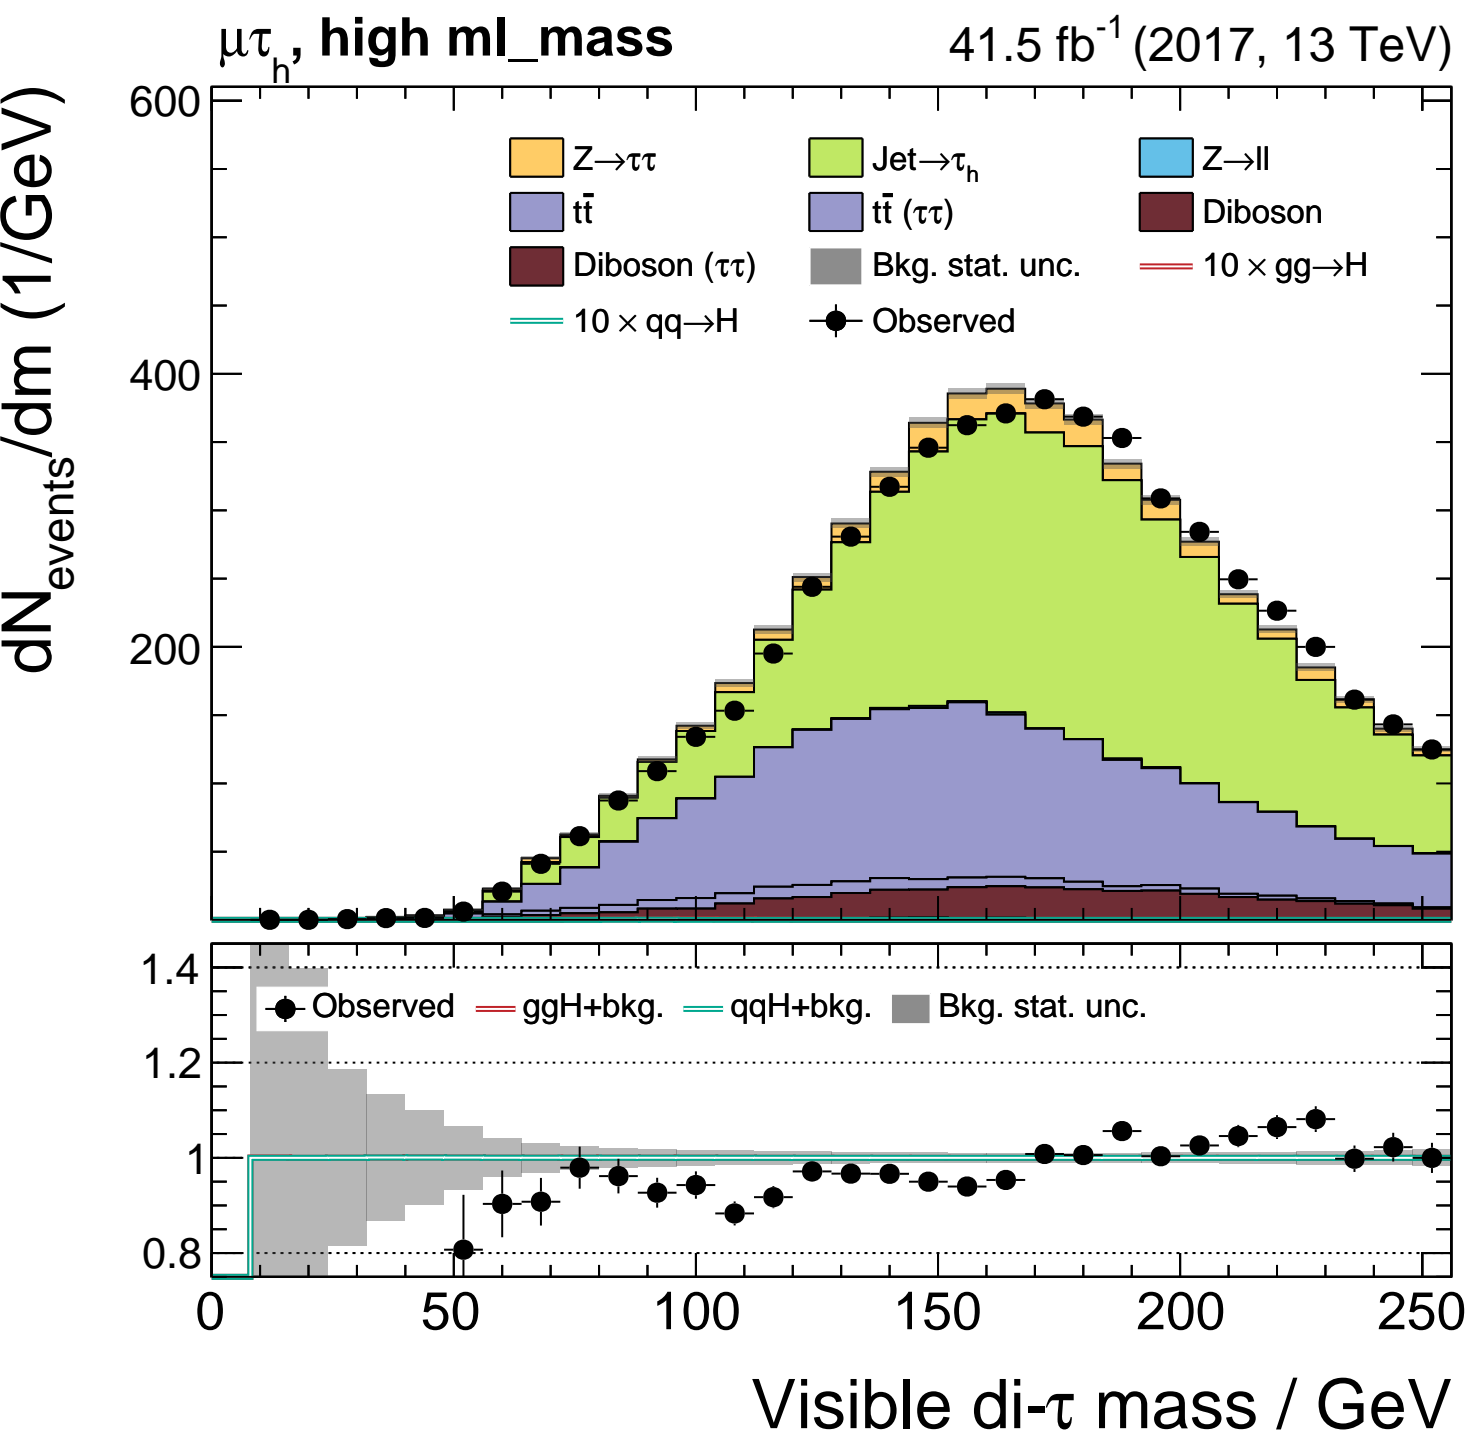 μτₕ, high ml_mass
41.5 fb⁻¹ (2017, 13 TeV)
dN_events/dm (1/GeV)
600
400
200
Z→ττ
Jet→τₕ
Z→ll
tt̄
tt̄ (ττ)
Diboson
Diboson (ττ)
Bkg. stat. unc.
10 × gg→H
10 × qq→H
Observed
1.4
1.2
1
0.8
Observed
ggH+bkg.
qqH+bkg.
Bkg. stat. unc.
0
50
100
150
200
250
Visible di-τ mass / GeV